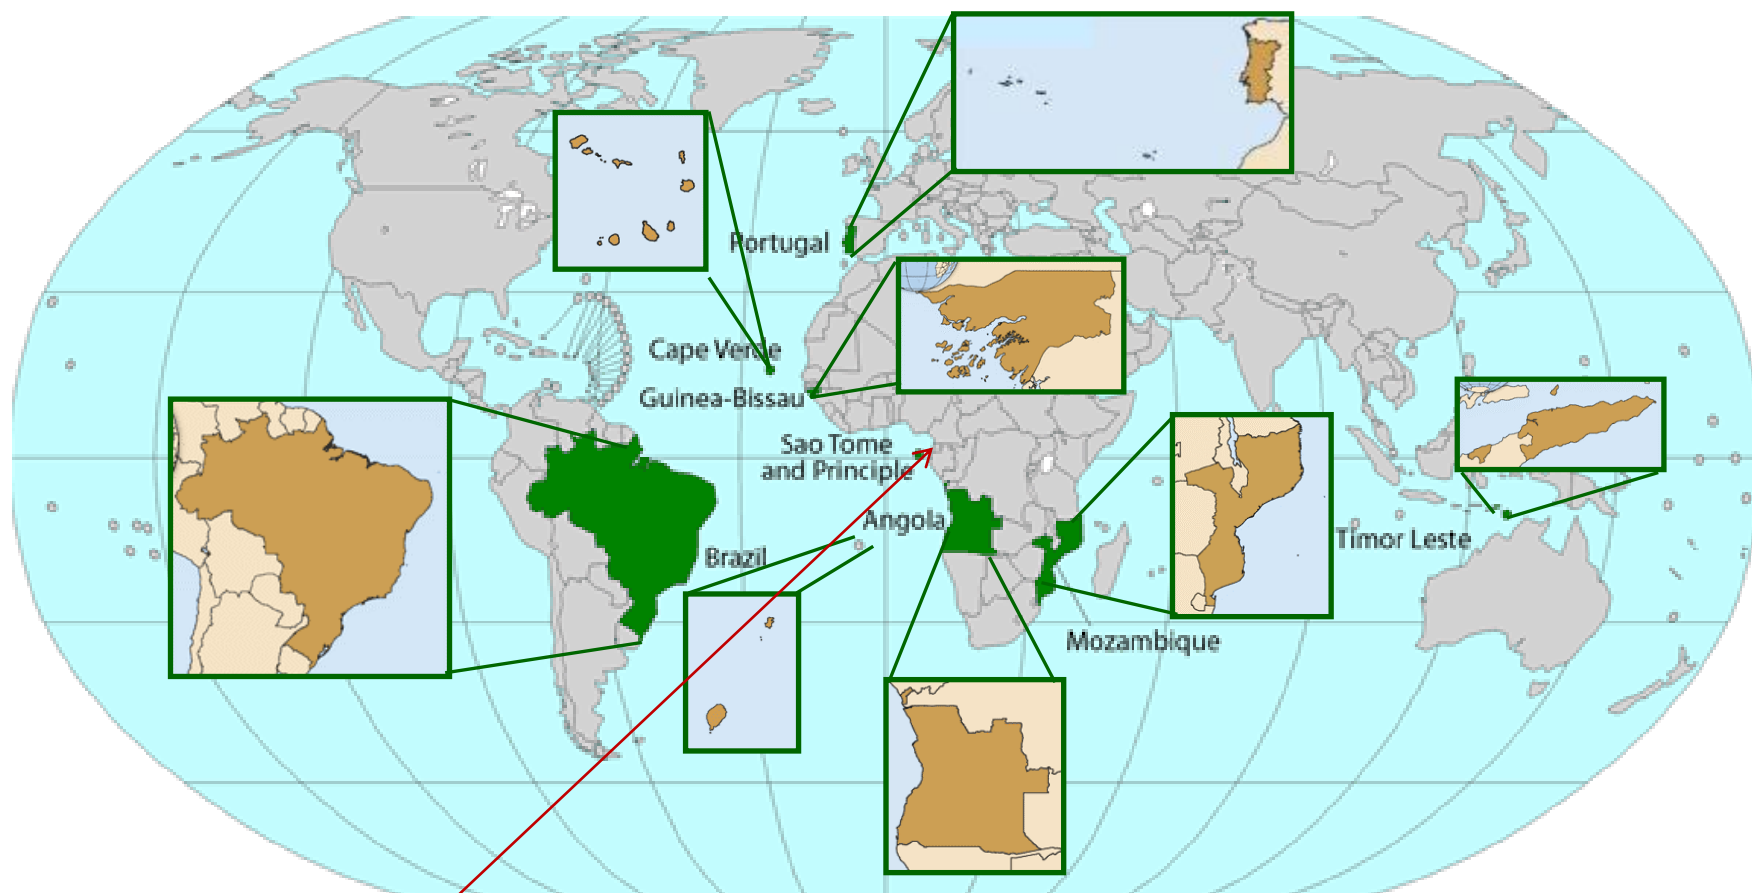 Portugal
Cape Verde
Guinea-Bissau
Sao Tome
and Principle
Angola
Brazil
Timor Leste
Mozambique